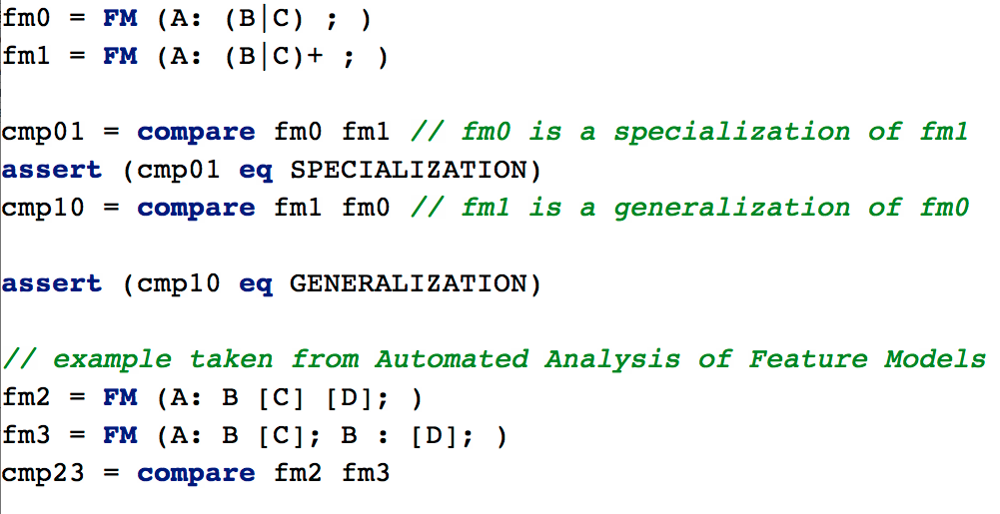 fm0 = FM (A: (B|C) ; )
fm1 = FM (A: (B|C)+ ; )
cmp01 = compare fm0 fm1 // fm0 is a specialization of fm1
assert (cmp01 eq SPECIALIZATION)
cmp10 = compare fm1 fm0 // fm1 is a generalization of fm0
assert (cmp10 eq GENERALIZATION)
// example taken from Automated Analysis of Feature Models
fm2 = FM (A: B [C] [D]; )
fm3 = FM (A: B [C]; B : [D]; )
cmp23 = compare fm2 fm3